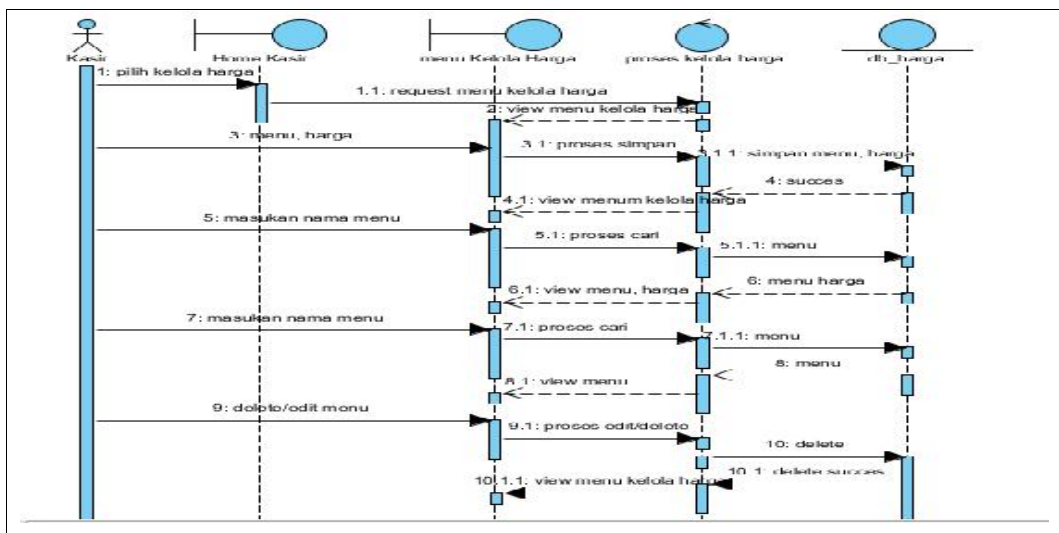 Kasir
Home Kasir
menu Kelola Harga
proses kelola harga
db_harga
1: pilih kelola harga
1.1: request menu kelola harga
2: view menu kelola harga
3: menu, harga
3.1: proses simpan
3.1.1: simpan menu, harga
4: succes
4.1: view menum kelola harga
5: masukan nama menu
5.1: proses cari
5.1.1: menu
6: menu harga
6.1: view menu, harga
7: masukan nama menu
7.1: proses cari
7.1.1: menu
8: menu
8.1: view menu
9: delete/edit menu
9.1: proses edit/delete
10: delete
10.1: delete succes
10.1.1: view menu kelola harga